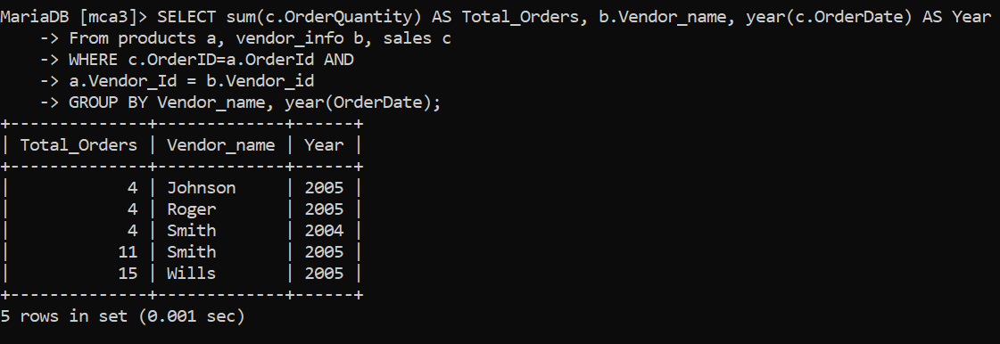 MariaDB [mca3]> SELECT sum(c.OrderQuantity) AS Total_Orders, b.Vendor_name, year(c.OrderDate) AS Year
    -> From products a, vendor_info b, sales c
    -> WHERE c.OrderID=a.OrderId AND
    -> a.Vendor_Id = b.Vendor_id
    -> GROUP BY Vendor_name, year(OrderDate);
+--------------+-------------+------+
| Total_Orders | Vendor_name | Year |
+--------------+-------------+------+
|            4 | Johnson     | 2005 |
|            4 | Roger       | 2005 |
|            4 | Smith       | 2004 |
|           11 | Smith       | 2005 |
|           15 | Wills       | 2005 |
+--------------+-------------+------+
5 rows in set (0.001 sec)